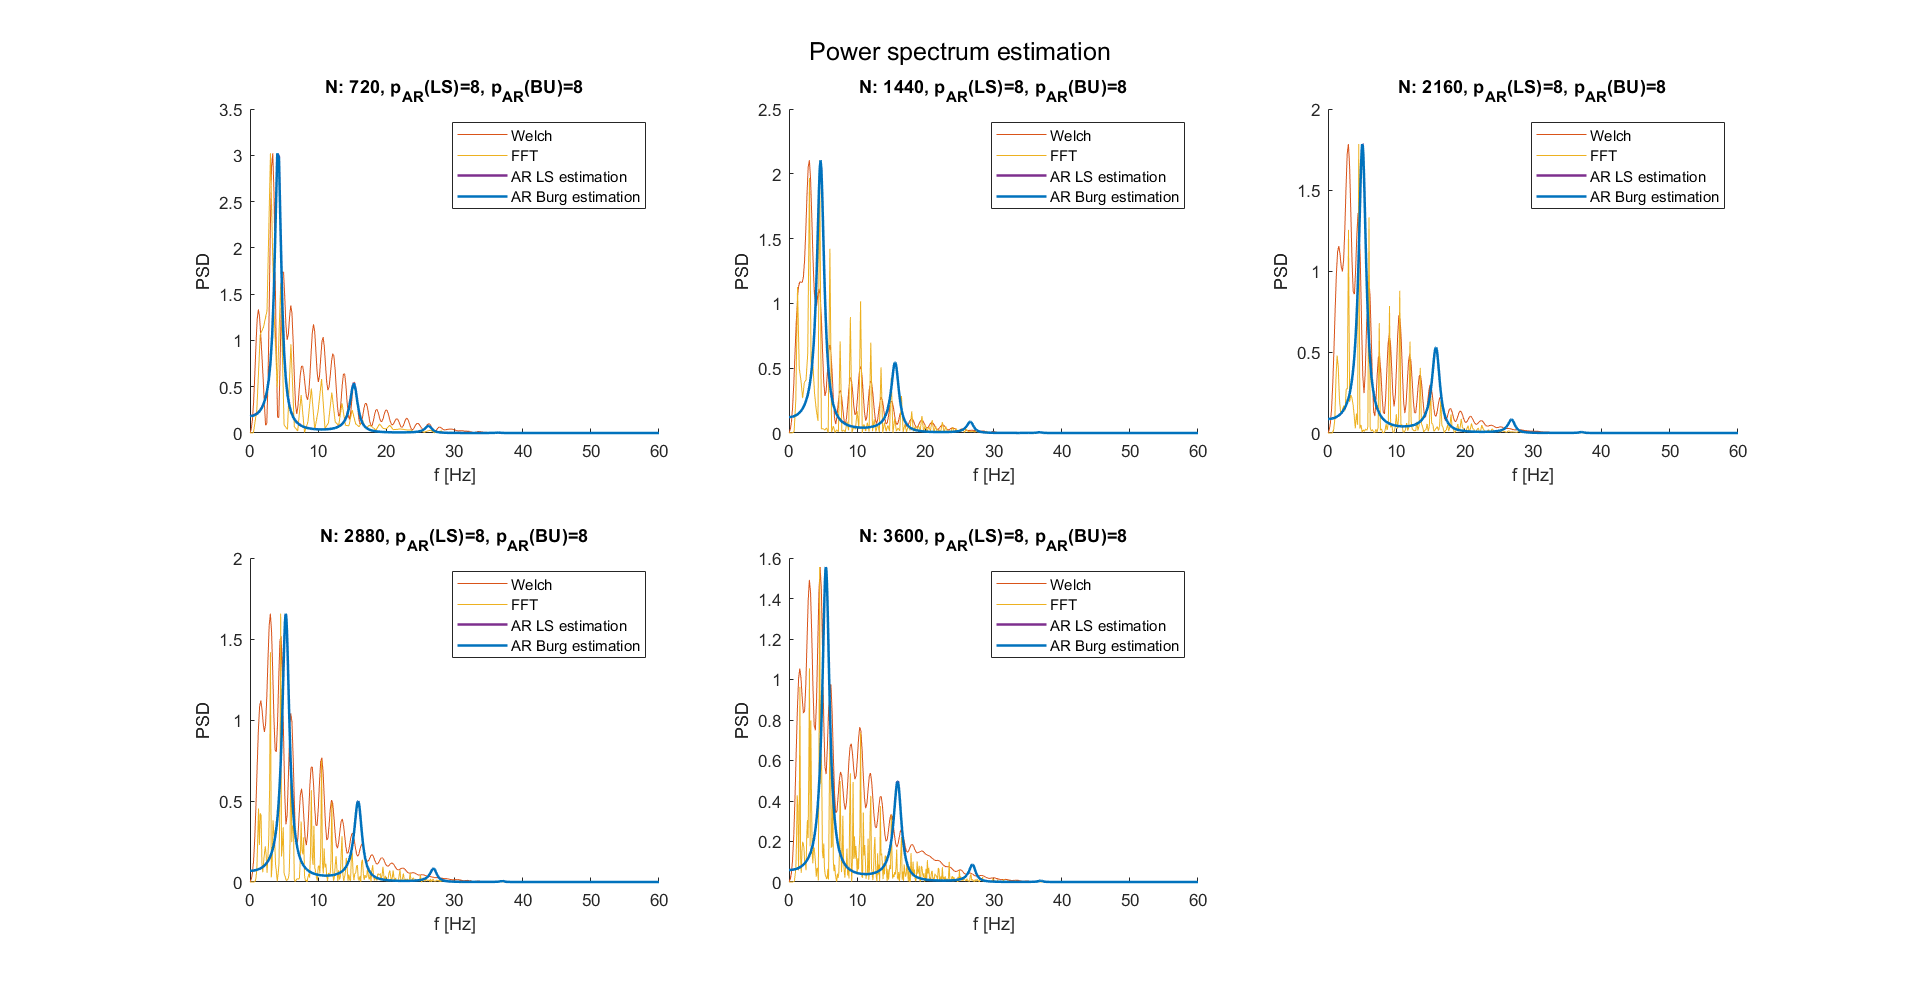 Power spectrum estimation
N: 720, pAR(LS)=8, pAR(BU)=8
3.5
3
2.5
2
1.5
1
0.5
0
PSD
Welch
FFT
AR LS estimation
AR Burg estimation
0 10 20 30 40 50 60
f [Hz]
N: 1440, pAR(LS)=8, pAR(BU)=8
2.5
2
1.5
1
0.5
0
PSD
Welch
FFT
AR LS estimation
AR Burg estimation
0 10 20 30 40 50 60
f [Hz]
N: 2160, pAR(LS)=8, pAR(BU)=8
2
1.5
1
0.5
0
PSD
Welch
FFT
AR LS estimation
AR Burg estimation
0 10 20 30 40 50 60
f [Hz]
N: 2880, pAR(LS)=8, pAR(BU)=8
2
1.5
1
0.5
0
PSD
Welch
FFT
AR LS estimation
AR Burg estimation
0 10 20 30 40 50 60
f [Hz]
N: 3600, pAR(LS)=8, pAR(BU)=8
1.6
1.4
1.2
1
0.8
0.6
0.4
0.2
0
PSD
Welch
FFT
AR LS estimation
AR Burg estimation
0 10 20 30 40 50 60
f [Hz]